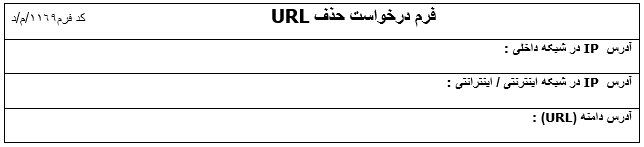 فرم درخواست حذف URL
کد فرم١١٦٩/م/د
آدرس IP در شبکه داخلی :
آدرس IP در شبکه اینترنتی / اینترانتی :
آدرس دامنه (URL) :